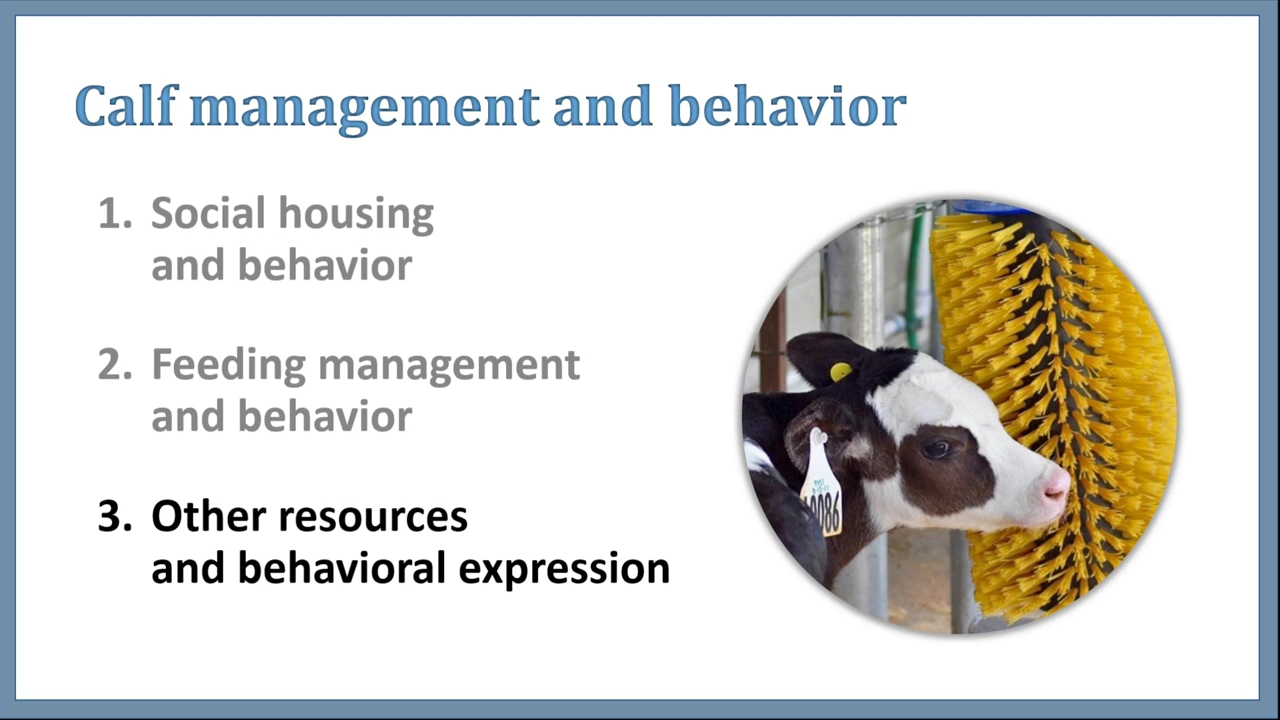 Calf management and behavior
1. Social housing
and behavior
2. Feeding management
and behavior
3. Other resources
and behavioral expression
0086